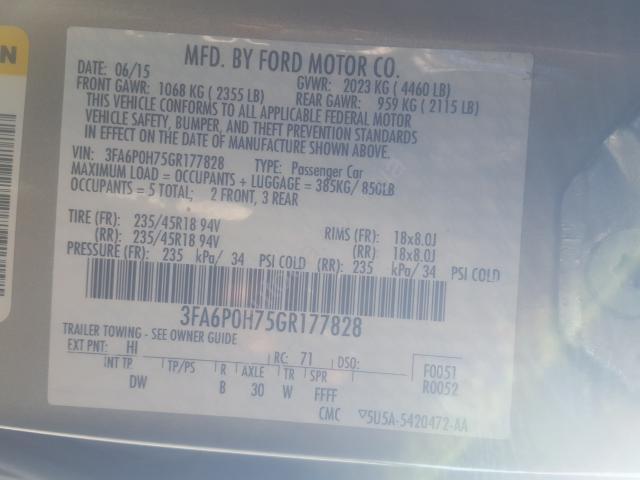 N
MFD. BY FORD MOTOR CO.
DATE: 06/15 GVWR: 2023 KG ( 4460 LB)
FRONT GAWR: 1068 KG ( 2355 LB) REAR GAWR: 959 KG ( 2115 LB)
THIS VEHICLE CONFORMS TO ALL APPLICABLE FEDERAL MOTOR
VEHICLE SAFETY, BUMPER, AND THEFT PREVENTION STANDARDS
IN EFFECT ON THE DATE OF MANUFACTURE SHOWN ABOVE.
VIN: 3FA6P0H75GR177828 TYPE: Passenger Car
MAXIMUM LOAD = OCCUPANTS + LUGGAGE = 385KG/ 850LB
OCCUPANTS = 5 TOTAL; 2 FRONT, 3 REAR
TIRE (FR): 235/45R18 94V RIMS (FR): 18x8.0J
(RR): 235/45R18 94V (RR) 18x8.0J
PRESSURE (FR): 235 kPa/ 34 PSI COLD (RR): 235 kPa/ 34 PSI COLD
3FA6P0H75GR177828
TRAILER TOWING - SEE OWNER GUIDE
EXT PNT: HI RC: 71 DSO: F0051
INT TP TP/PS R AXLE TR SPR R0052
DW B 30 W FFFF
CMC ▽5U5A-5420472-AA